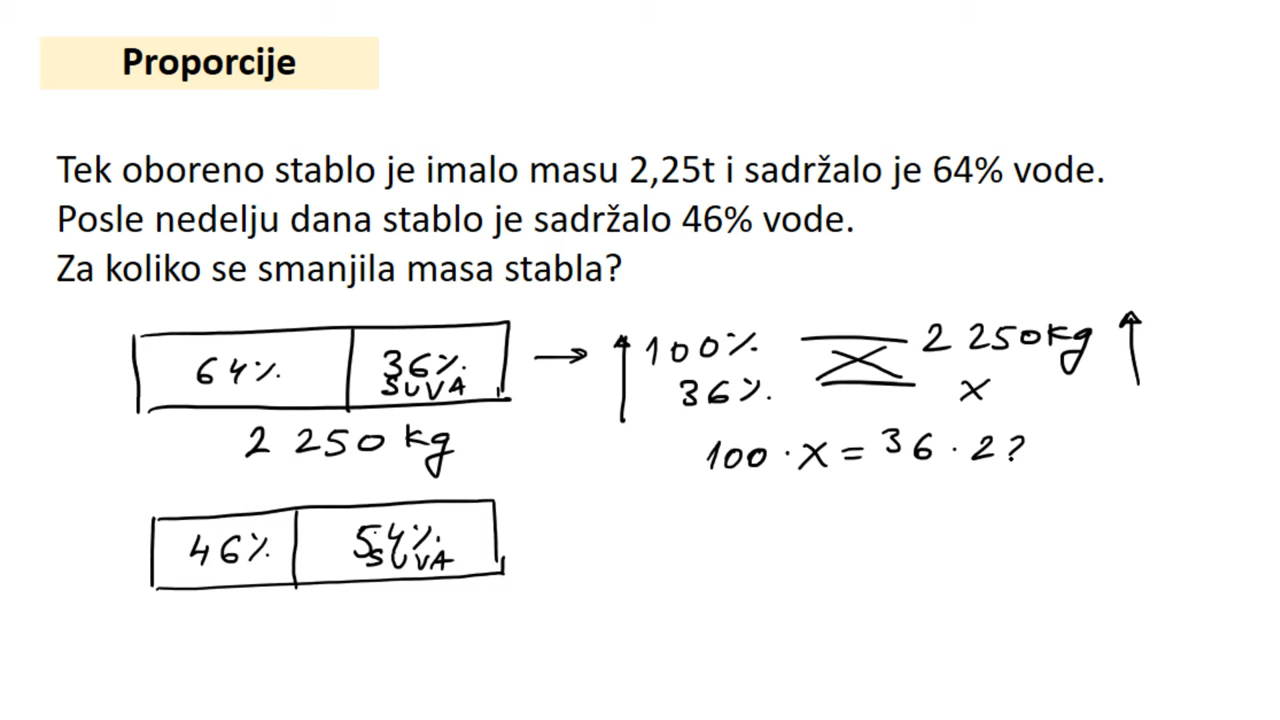 Proporcije
Tek oboreno stablo je imalo masu 2,25t i sadržalo je 64% vode.
Posle nedelju dana stablo je sadržalo 46% vode.
Za koliko se smanjila masa stabla?
64% 36%
SUVA
2 250 kg
100% 2 250kg
36% x
100 · x = 36 · 2?
46% 54%
SUVA